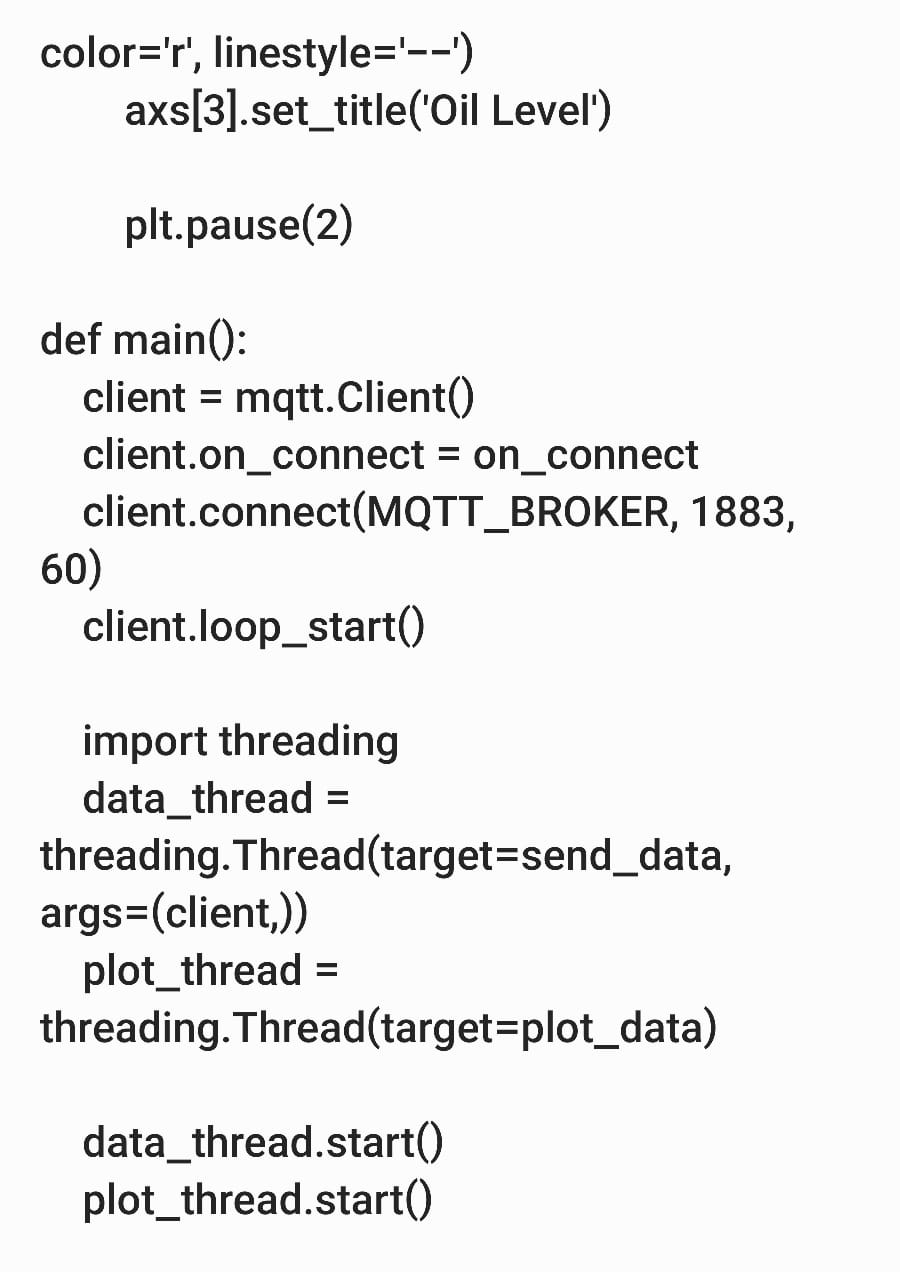 color='r', linestyle='--')
axs[3].set_title('Oil Level')
plt.pause(2)
def main():
client = mqtt.Client()
client.on_connect = on_connect
client.connect(MQTT_BROKER, 1883,
60)
client.loop_start()
import threading
data_thread =
threading.Thread(target=send_data,
args=(client,))
plot_thread =
threading.Thread(target=plot_data)
data_thread.start()
plot_thread.start()